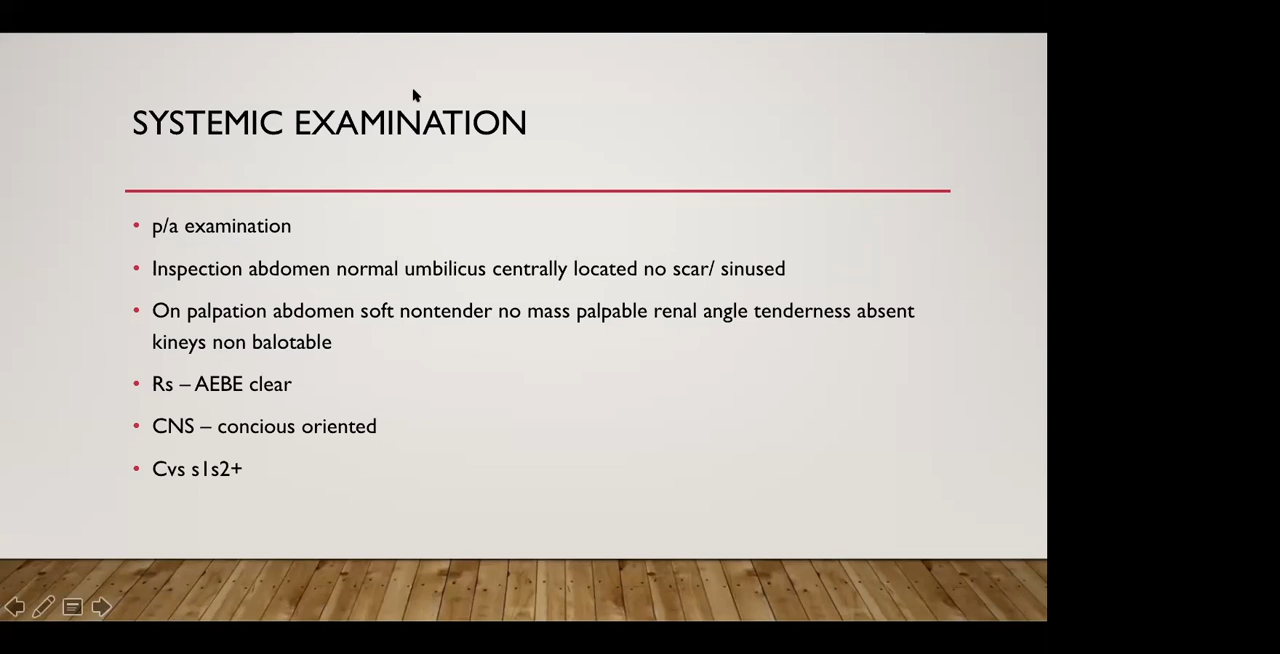 SYSTEMIC EXAMINATION
• p/a examination
• Inspection abdomen normal umbilicus centrally located no scar/ sinused
• On palpation abdomen soft nontender no mass palpable renal angle tenderness absent
kineys non balotable
• Rs – AEBE clear
• CNS – concious oriented
• Cvs s1s2+